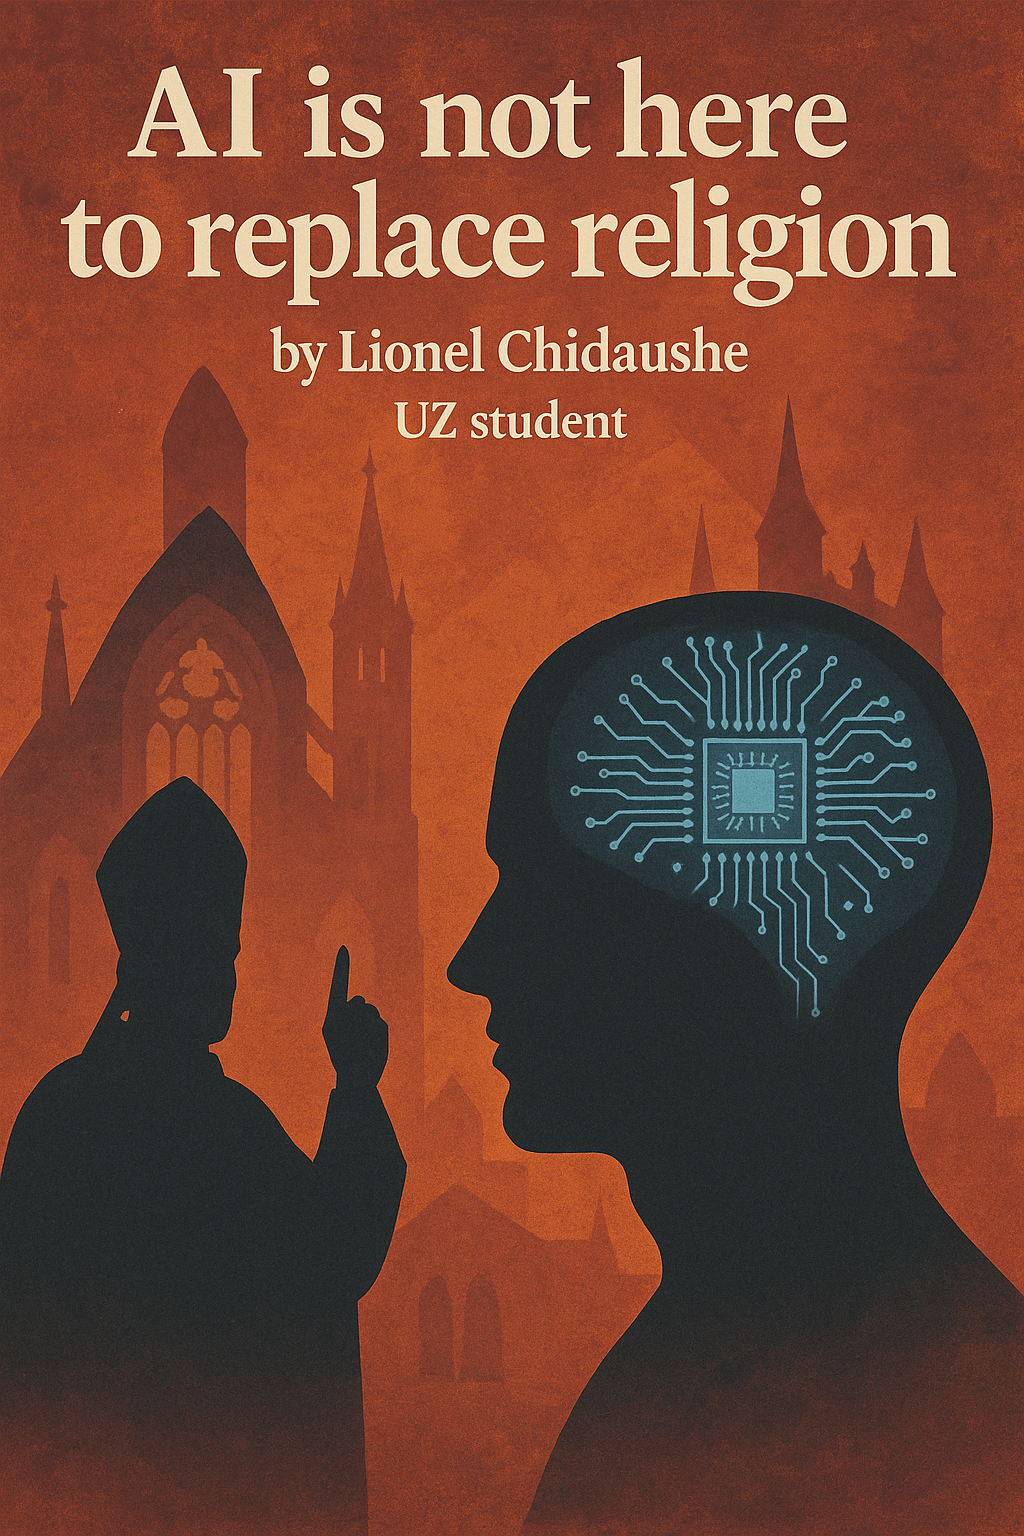 AI is not here
to replace religion
by Lionel Chidaushe
UZ student